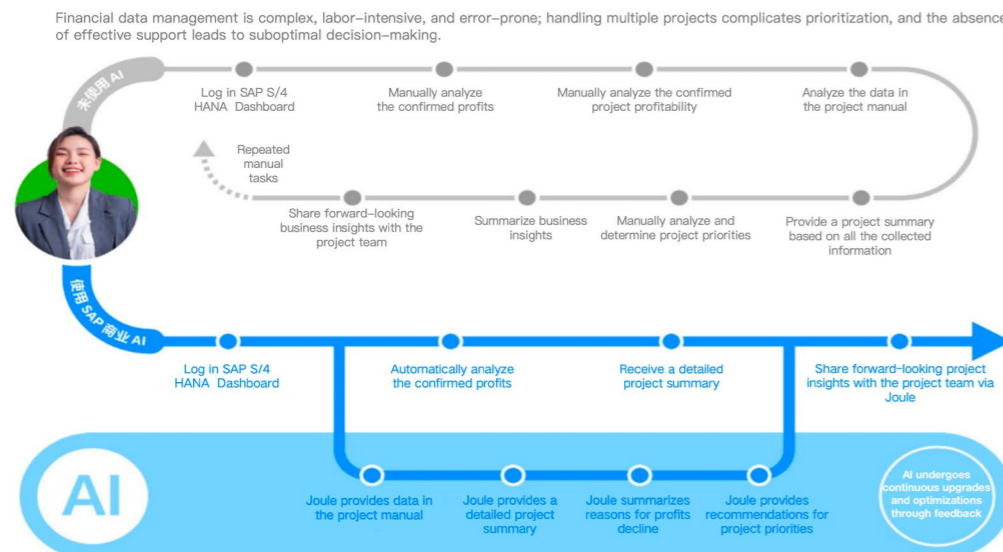 Financial data management is complex, labor-intensive, and error-prone; handling multiple projects complicates prioritization, and the absence
of effective support leads to suboptimal decision-making.
未使用 AI
Log in SAP S/4
HANA Dashboard
Manually analyze
the confirmed profits
Manually analyze the confirmed
project profitability
Analyze the data in
the project manual
Repeated
manual
tasks
Share forward-looking
business insights with the
project team
Summarize business
insights
Manually analyze and
determine project priorities
Provide a project summary
based on all the collected
information
使用 SAP 商业 AI
Log in SAP S/4
HANA Dashboard
Automatically analyze
the confirmed profits
Receive a detailed
project summary
Share forward-looking project
insights with the project team via
Joule
AI
Joule provides data in
the project manual
Joule provides a
detailed project
summary
Joule summarizes
reasons for profits
decline
Joule provides
recommendations for
project priorities
AI undergoes
continuous upgrades
and optimizations
through feedback